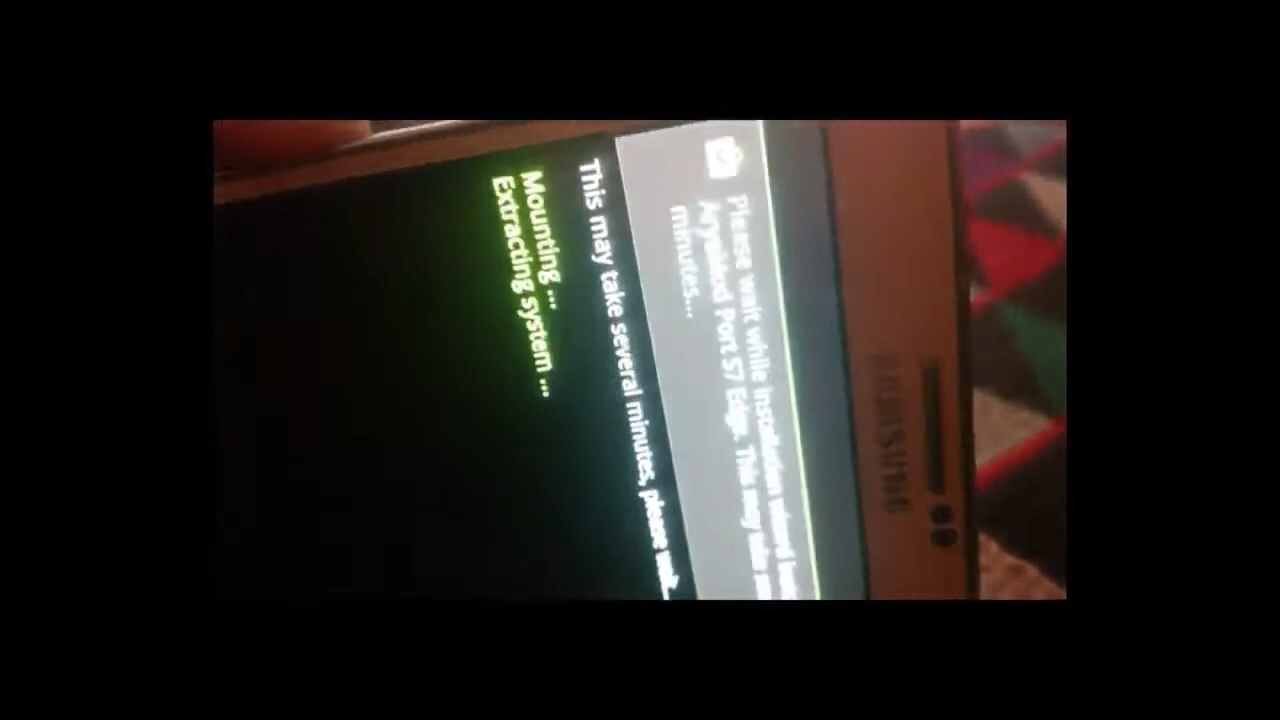 SAMSUNG
Please wait while installation wizard
AryaMod Port S7 Edge. This may take
minutes...
This may take several minutes, please wait...
Mounting ...
Extracting system ...